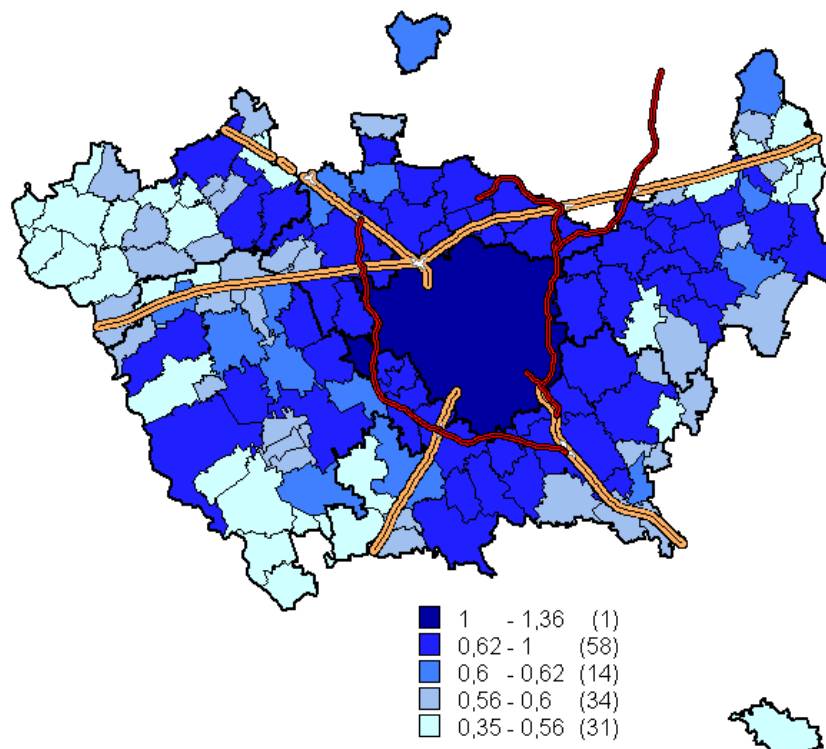 1 - 1,36 (1)
0,62 - 1 (58)
0,6 - 0,62 (14)
0,56 - 0,6 (34)
0,35 - 0,56 (31)